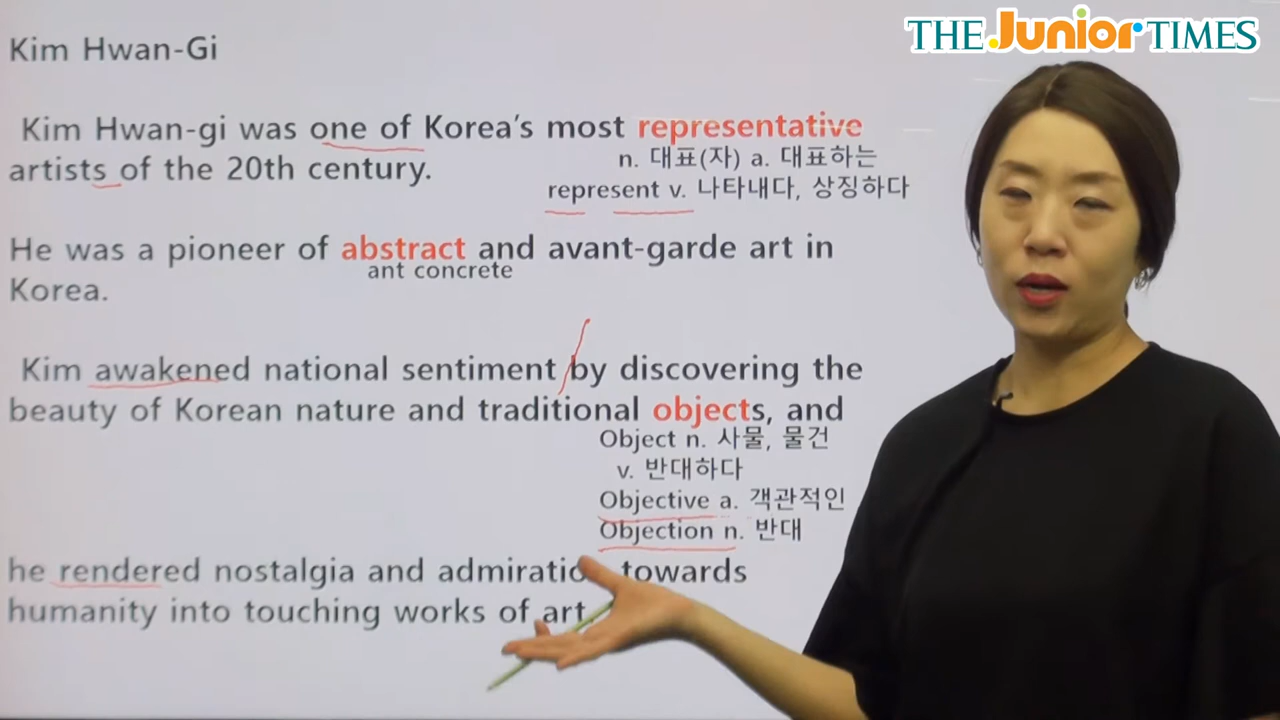 THE Junior TIMES
Kim Hwan-Gi
Kim Hwan-gi was one of Korea's most representative
n. 대표(자) a. 대표하는
artists of the 20th century.
represent v. 나타내다, 상징하다
He was a pioneer of abstract and avant-garde art in
ant concrete
Korea.
Kim awakened national sentiment by discovering the
beauty of Korean nature and traditional objects, and
Object n. 사물, 물건
v. 반대하다
Objective a. 객관적인
Objection n. 반대
he rendered nostalgia and admiration towards
humanity into touching works of art.